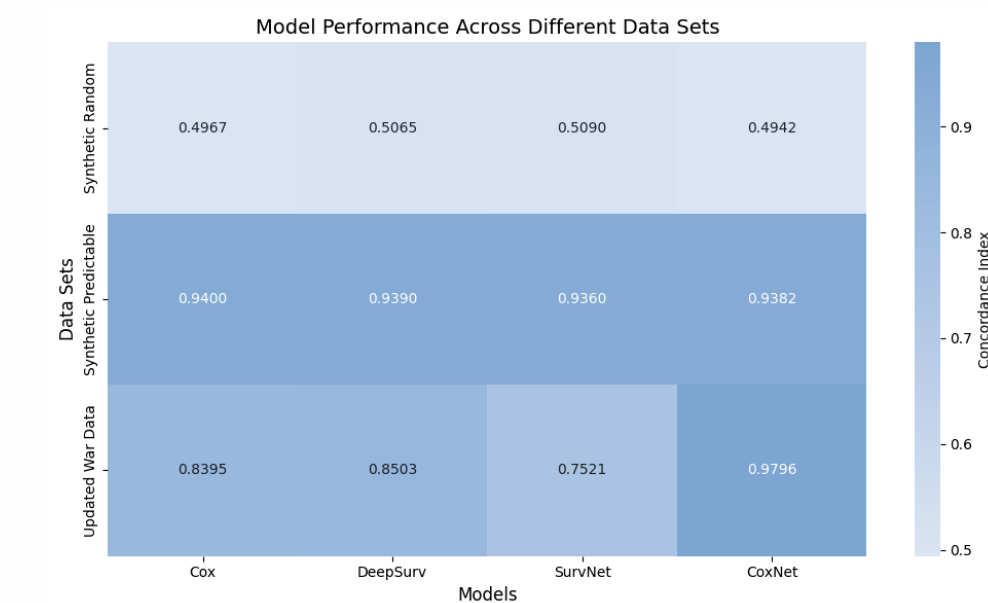 Model Performance Across Different Data Sets
Data Sets
Synthetic Random
0.4967 0.5065 0.5090 0.4942
Synthetic Predictable
0.9400 0.9390 0.9360 0.9382
Updated War Data
0.8395 0.8503 0.7521 0.9796
Cox DeepSurv SurvNet CoxNet
Models
0.9
0.8
0.7
0.6
0.5
Concordance Index